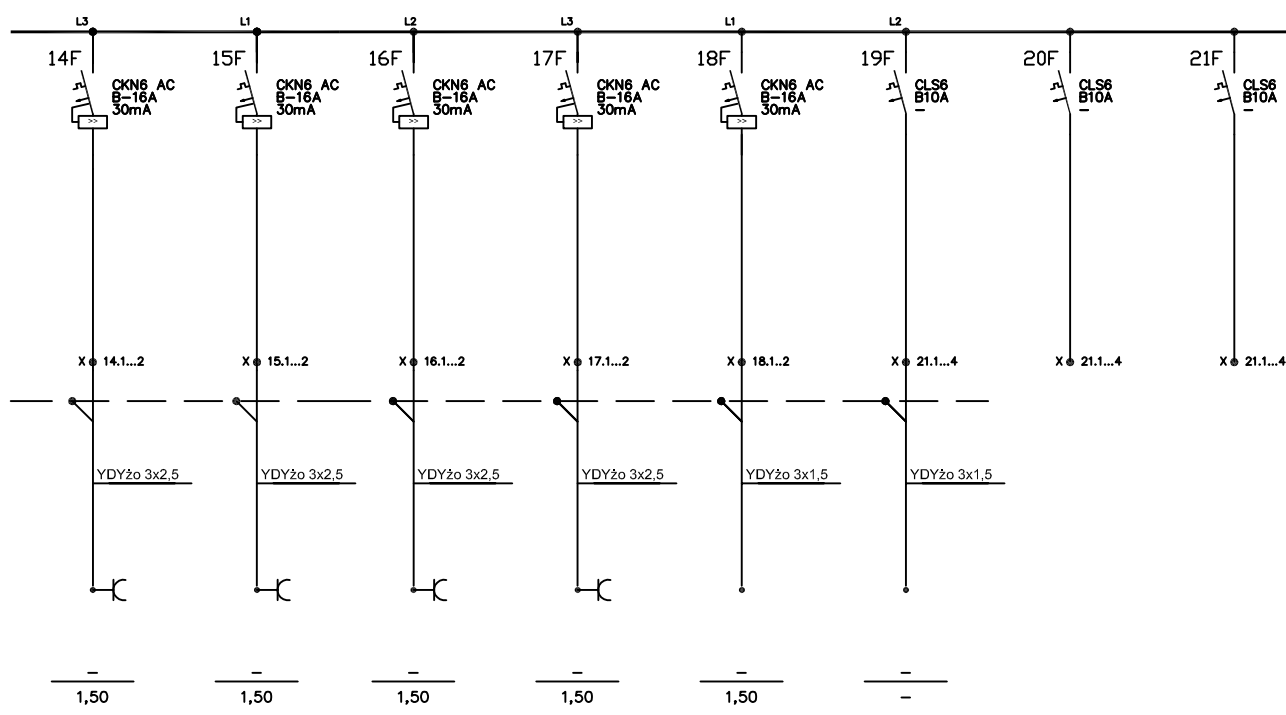 L3 L1 L2 L3 L1 L2
14F 15F 16F 17F 18F 19F 20F 21F
CKN6 AC CKN6 AC CKN6 AC CKN6 AC CKN6 AC CLS6 CLS6 CLS6
B-16A B-16A B-16A B-16A B-16A B10A B10A B10A
30mA 30mA 30mA 30mA 30mA - - -
>> >> >> >> >>
X 14.1...2 X 15.1...2 X 16.1...2 X 17.1...2 X 18.1..2 X 21.1...4 X 21.1...4 X 21.1...4
YDYżo 3x2,5 YDYżo 3x2,5 YDYżo 3x2,5 YDYżo 3x2,5 YDYżo 3x1,5 YDYżo 3x1,5
- - - - - -
1,50 1,50 1,50 1,50 1,50 -